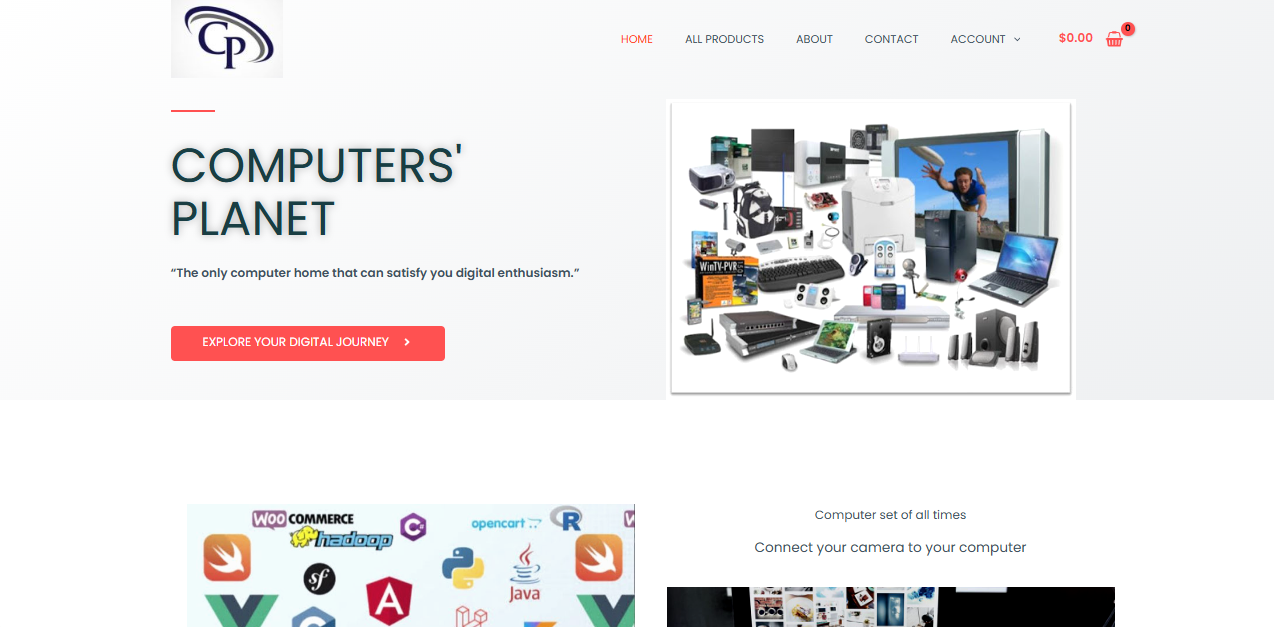 CP
HOME
ALL PRODUCTS
ABOUT
CONTACT
ACCOUNT
$0.00
0
COMPUTERS'
PLANET
“The only computer home that can satisfy you digital enthusiasm.”
EXPLORE YOUR DIGITAL JOURNEY
WinTV-PVR
WOO COMMERCE
hadoop
opencart
R
W
sf
Java
Computer set of all times
Connect your camera to your computer